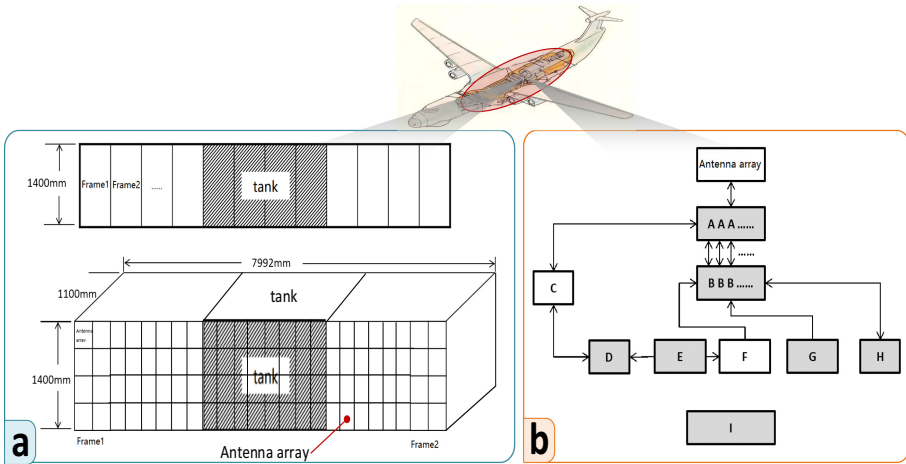 1400mm
Frame1
Frame2
......
tank
7992mm
1100mm
tank
1400mm
Antenna
array
tank
Frame1
Frame2
Antenna array
a
Antenna array
A A A ......
......
B B B ......
C
D
E
F
G
H
I
b